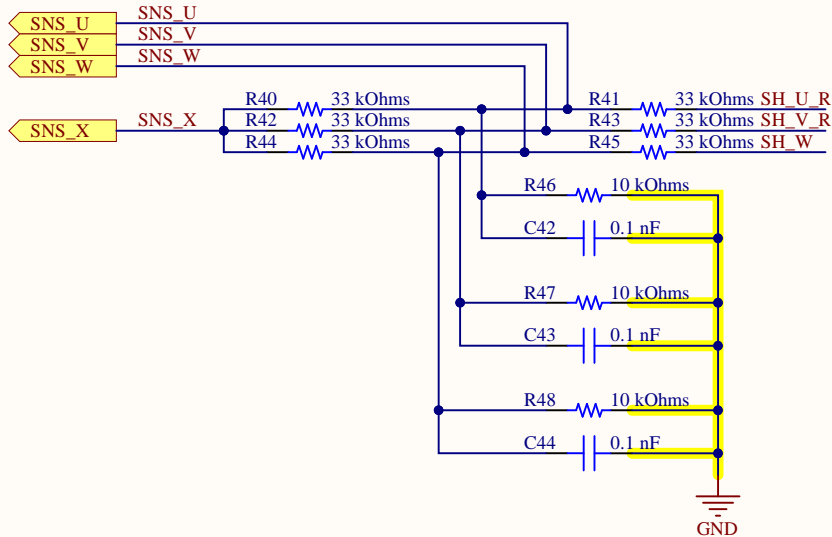 SNS_U SNS_U
SNS_V SNS_V
SNS_W SNS_W
R40 33 kOhms R41 33 kOhms SH_U_R
SNS_X SNS_X R42 33 kOhms R43 33 kOhms SH_V_R
R44 33 kOhms R45 33 kOhms SH_W
R46 10 kOhms
C42 0.1 nF
R47 10 kOhms
C43 0.1 nF
R48 10 kOhms
C44 0.1 nF
GND